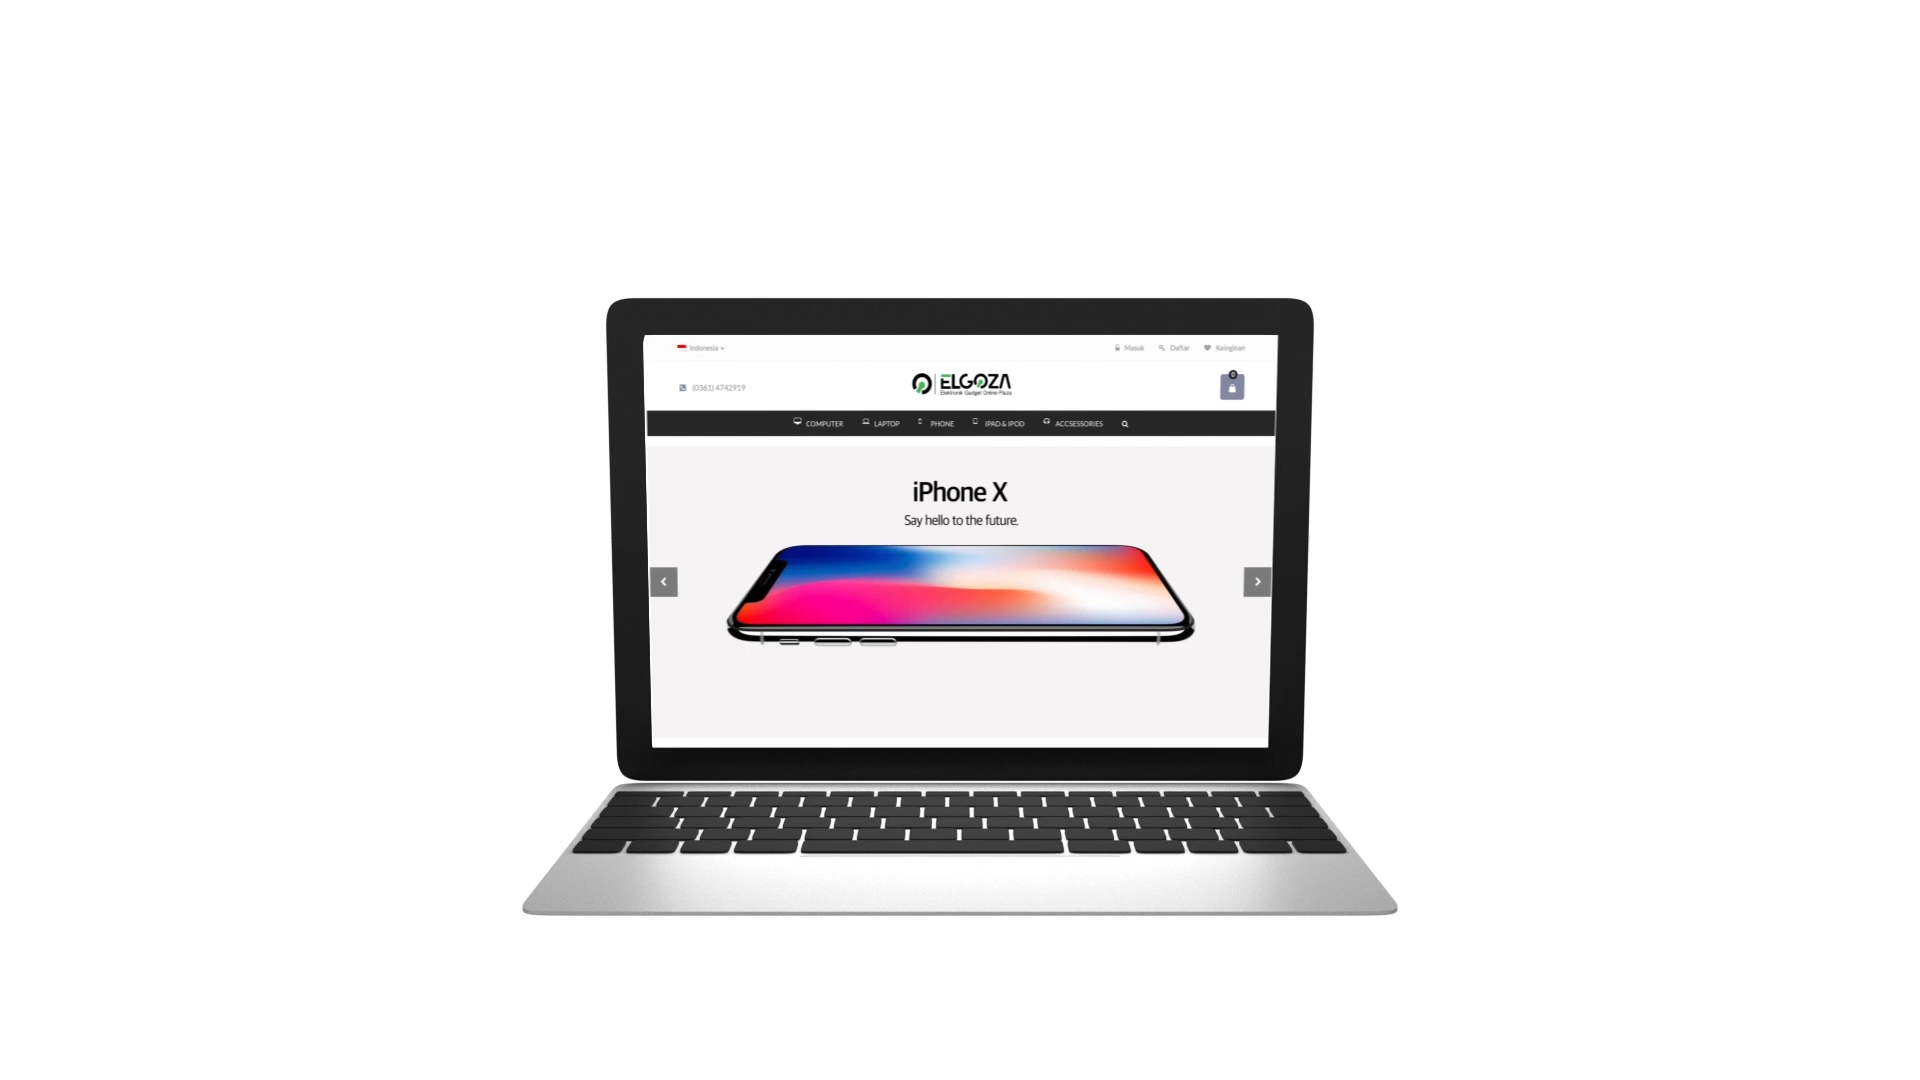 Indonesia
Masuk Daftar Keinginan
(0361) 4742919
ELGOZA
Elektronik Gadget Online Plaza
0
COMPUTER LAPTOP PHONE IPAD & IPOD ACCSESSORIES
iPhone X
Say hello to the future.